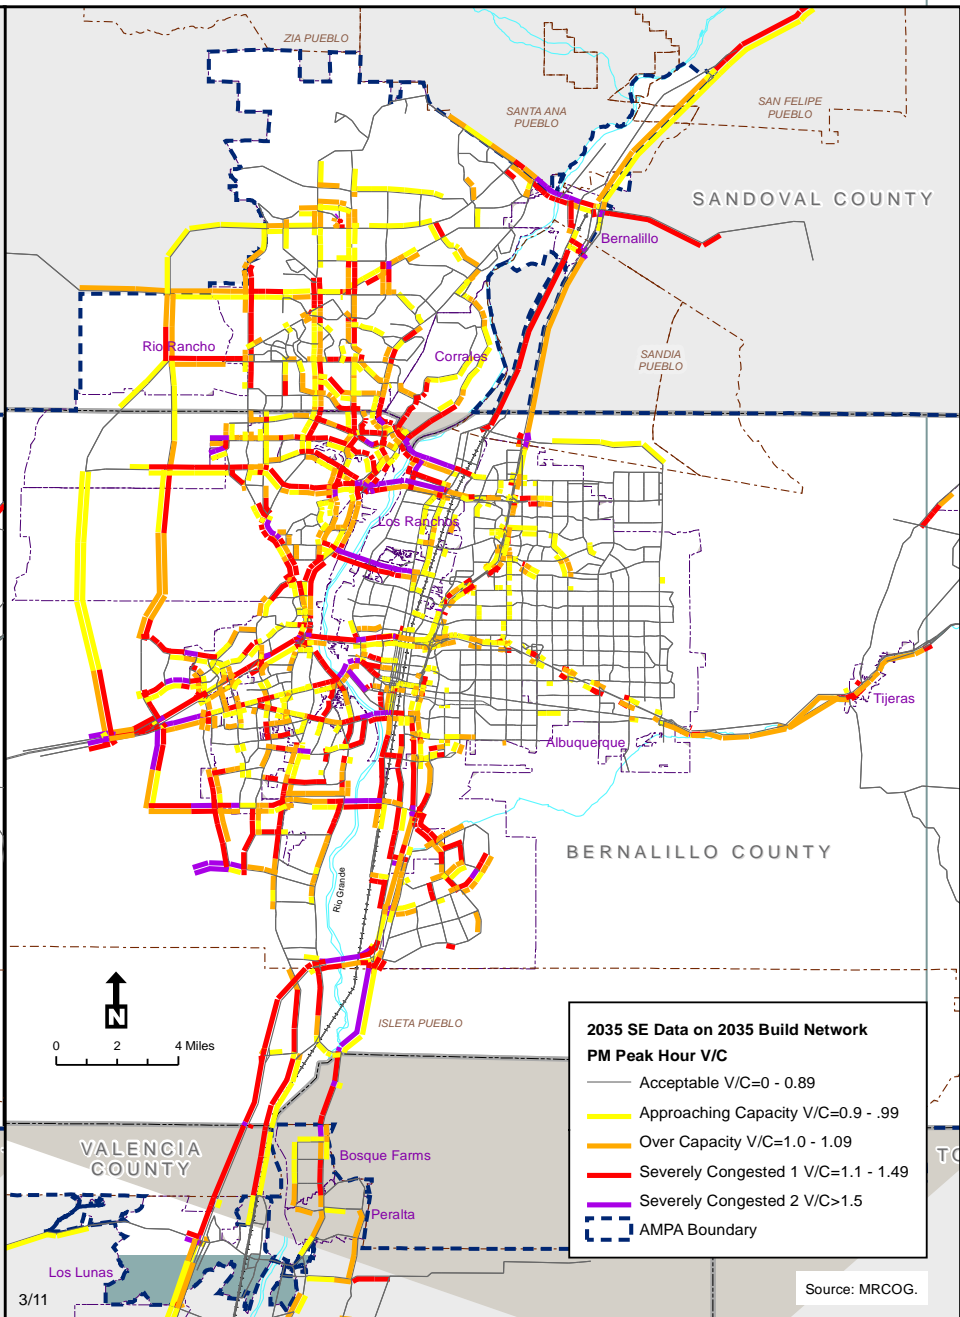 ZIA PUEBLO
SANTA ANA
PUEBLO
SAN FELIPE
PUEBLO
SANDOVAL COUNTY
Bernalillo
Rio Rancho
Corrales
SANDIA
PUEBLO
Los Ranchos
Tijeras
Albuquerque
BERNALILLO COUNTY
Rio Grande
N
0 2 4 Miles
ISLETA PUEBLO
2035 SE Data on 2035 Build Network
PM Peak Hour V/C
Acceptable V/C=0 - 0.89
Approaching Capacity V/C=0.9 - .99
Over Capacity V/C=1.0 - 1.09
Severely Congested 1 V/C=1.1 - 1.49
Severely Congested 2 V/C>1.5
AMPA Boundary
VALENCIA
COUNTY
Bosque Farms
TO
Peralta
Los Lunas
3/11
Source: MRCOG.